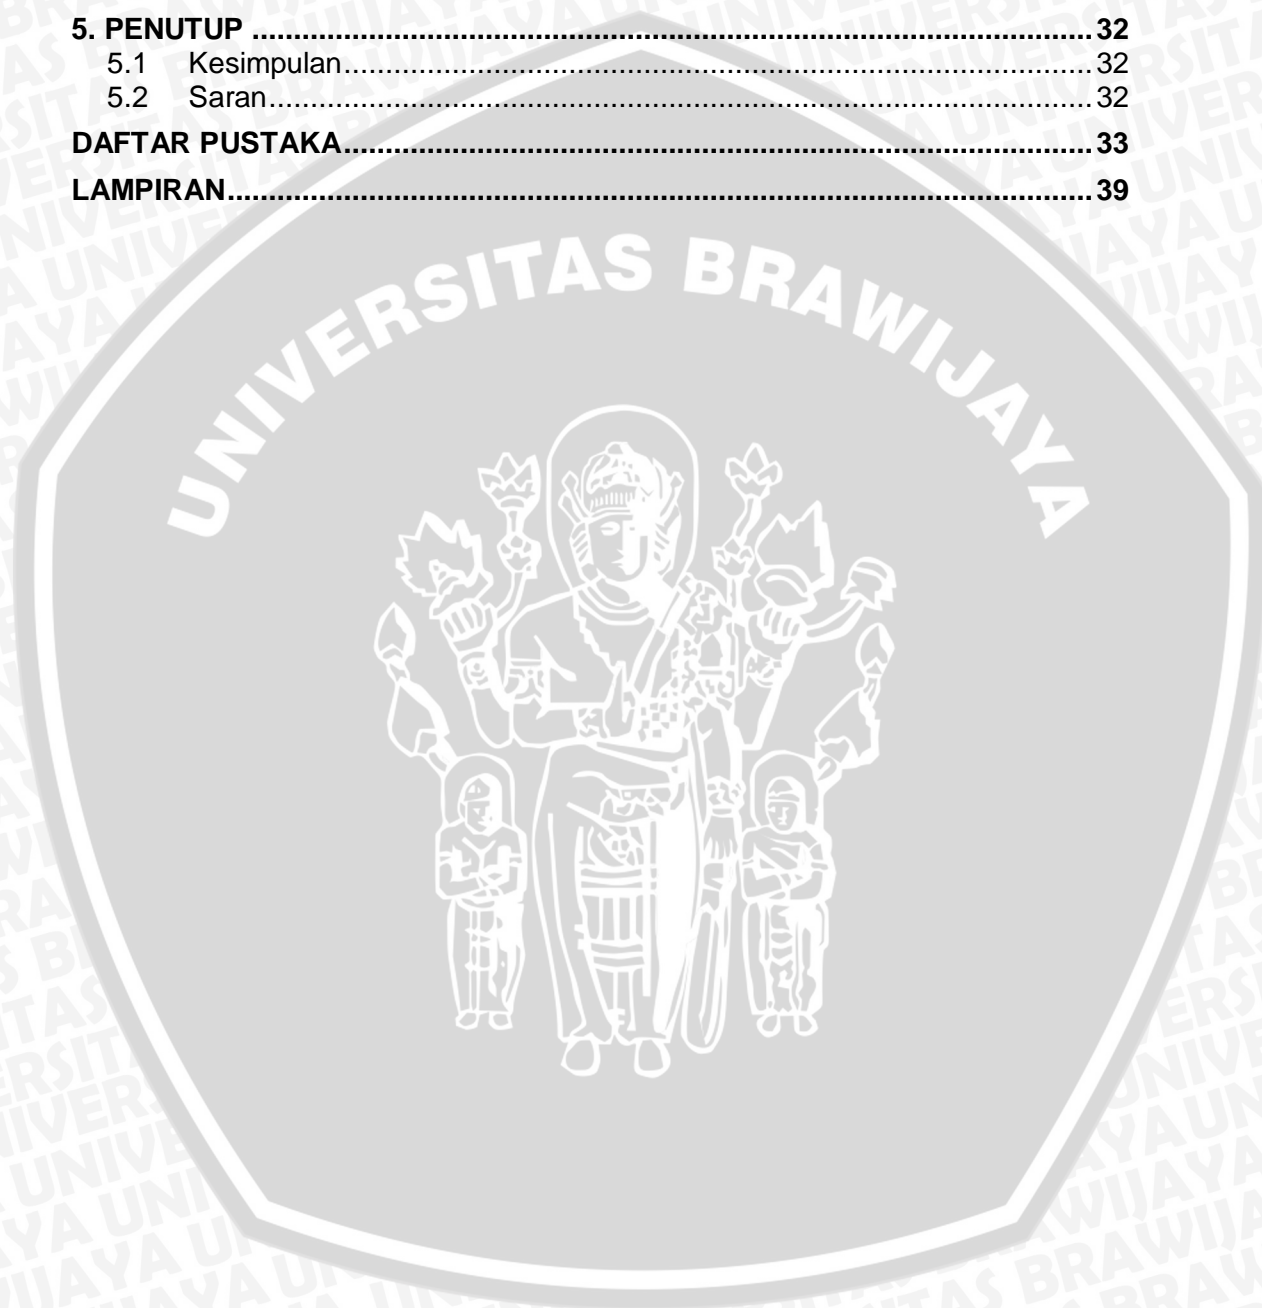 5. PENUTUP ..................................................................................................... 32
5.1 Kesimpulan.......................................................................................... 32
5.2 Saran................................................................................................... 32
DAFTAR PUSTAKA.......................................................................................... 33
LAMPIRAN........................................................................................................ 39
UNIVERSITAS BRAWIJAYA